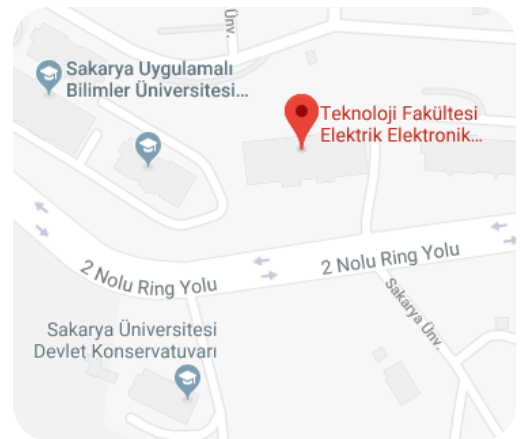 Ünv.
Sakarya Uygulamalı
Bilimler Üniversitesi...
Teknoloji Fakültesi
Elektrik Elektronik...
2 Nolu Ring Yolu
2 Nolu Ring Yolu
Sakarya Ünv.
Sakarya Üniversitesi
Devlet Konservatuvarı